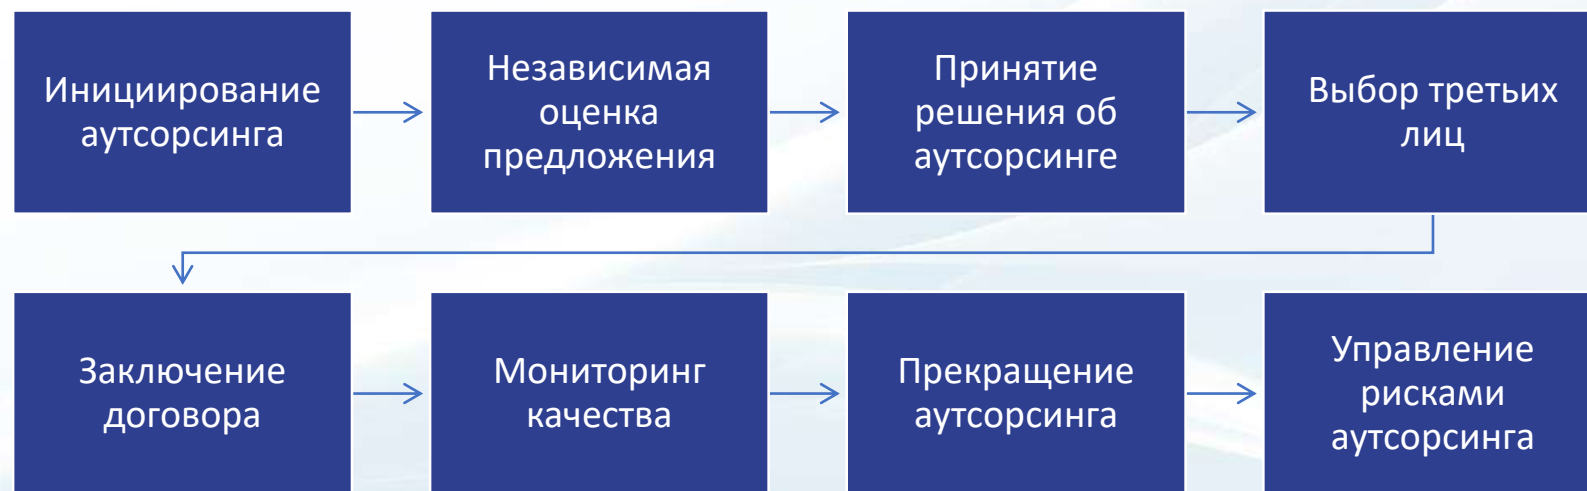 Инициирование
аутсорсинга
Независимая
оценка
предложения
Принятие
решения об
аутсорсинге
Выбор третьих
лиц
Заключение
договора
Мониторинг
качества
Прекращение
аутсорсинга
Управление
рисками
аутсорсинга